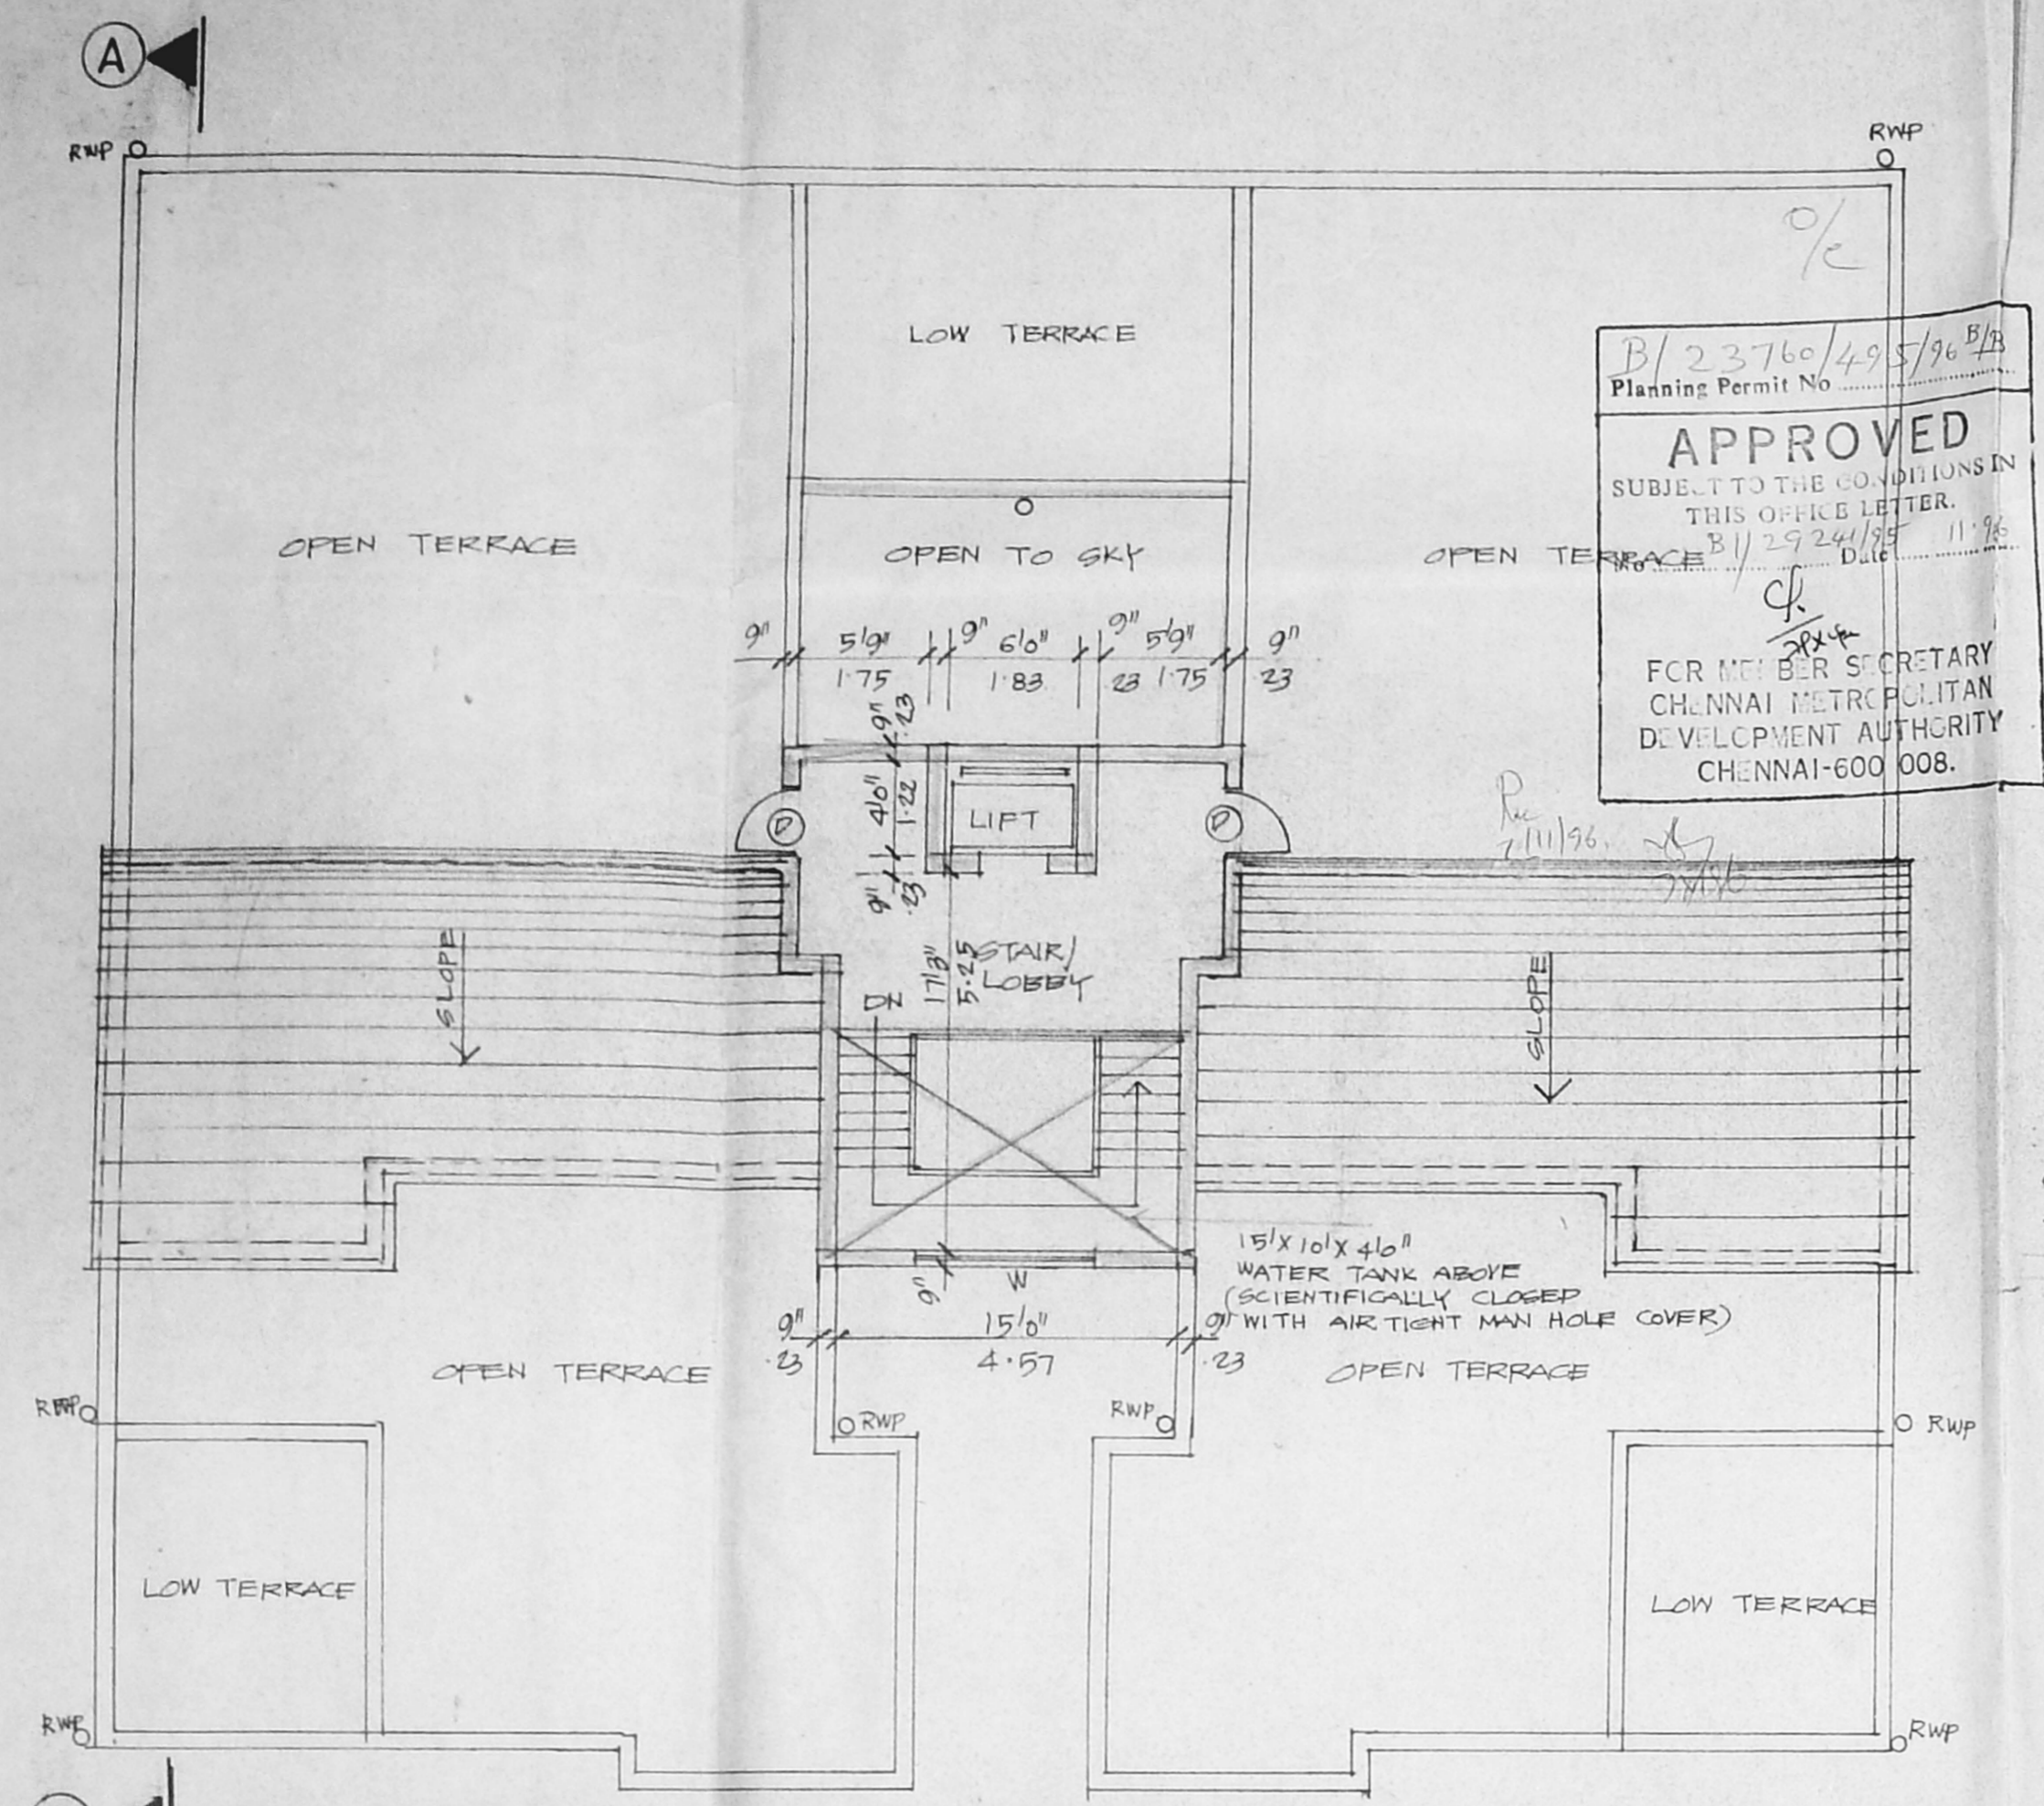 A
RWP
RWP
O/c
LOW TERRACE
B/23760/495/96 B/B
Planning Permit No
APPROVED
SUBJECT TO THE CONDITIONS IN
THIS OFFICE LETTER.
No B1/29241/95 Date 11.96
FOR MEMBER SECRETARY
CHENNAI METROPOLITAN
DEVELOPMENT AUTHORITY
CHENNAI-600 008.
OPEN TERRACE
OPEN TO SKY
OPEN TERRACE
9" 5'9" 9" 6'0" 9" 5'9" 9"
1.75 1.83 .23 1.75 .23
9"
.23
4'0"
1.22
9"
.23
D
LIFT
D
11/96.
SLOPE
17'3"
5.25
STAIR/
LOBBY
DN
SLOPE
9"
W
15'X10'X4'0"
WATER TANK ABOVE
(SCIENTIFICALLY CLOSED
WITH AIR TIGHT MAN HOLE COVER)
9" 15'0" 9"
.23 4.57 .23
OPEN TERRACE
OPEN TERRACE
RWP
RWP
RWP
RWP
LOW TERRACE
LOW TERRACE
RWP
RWP